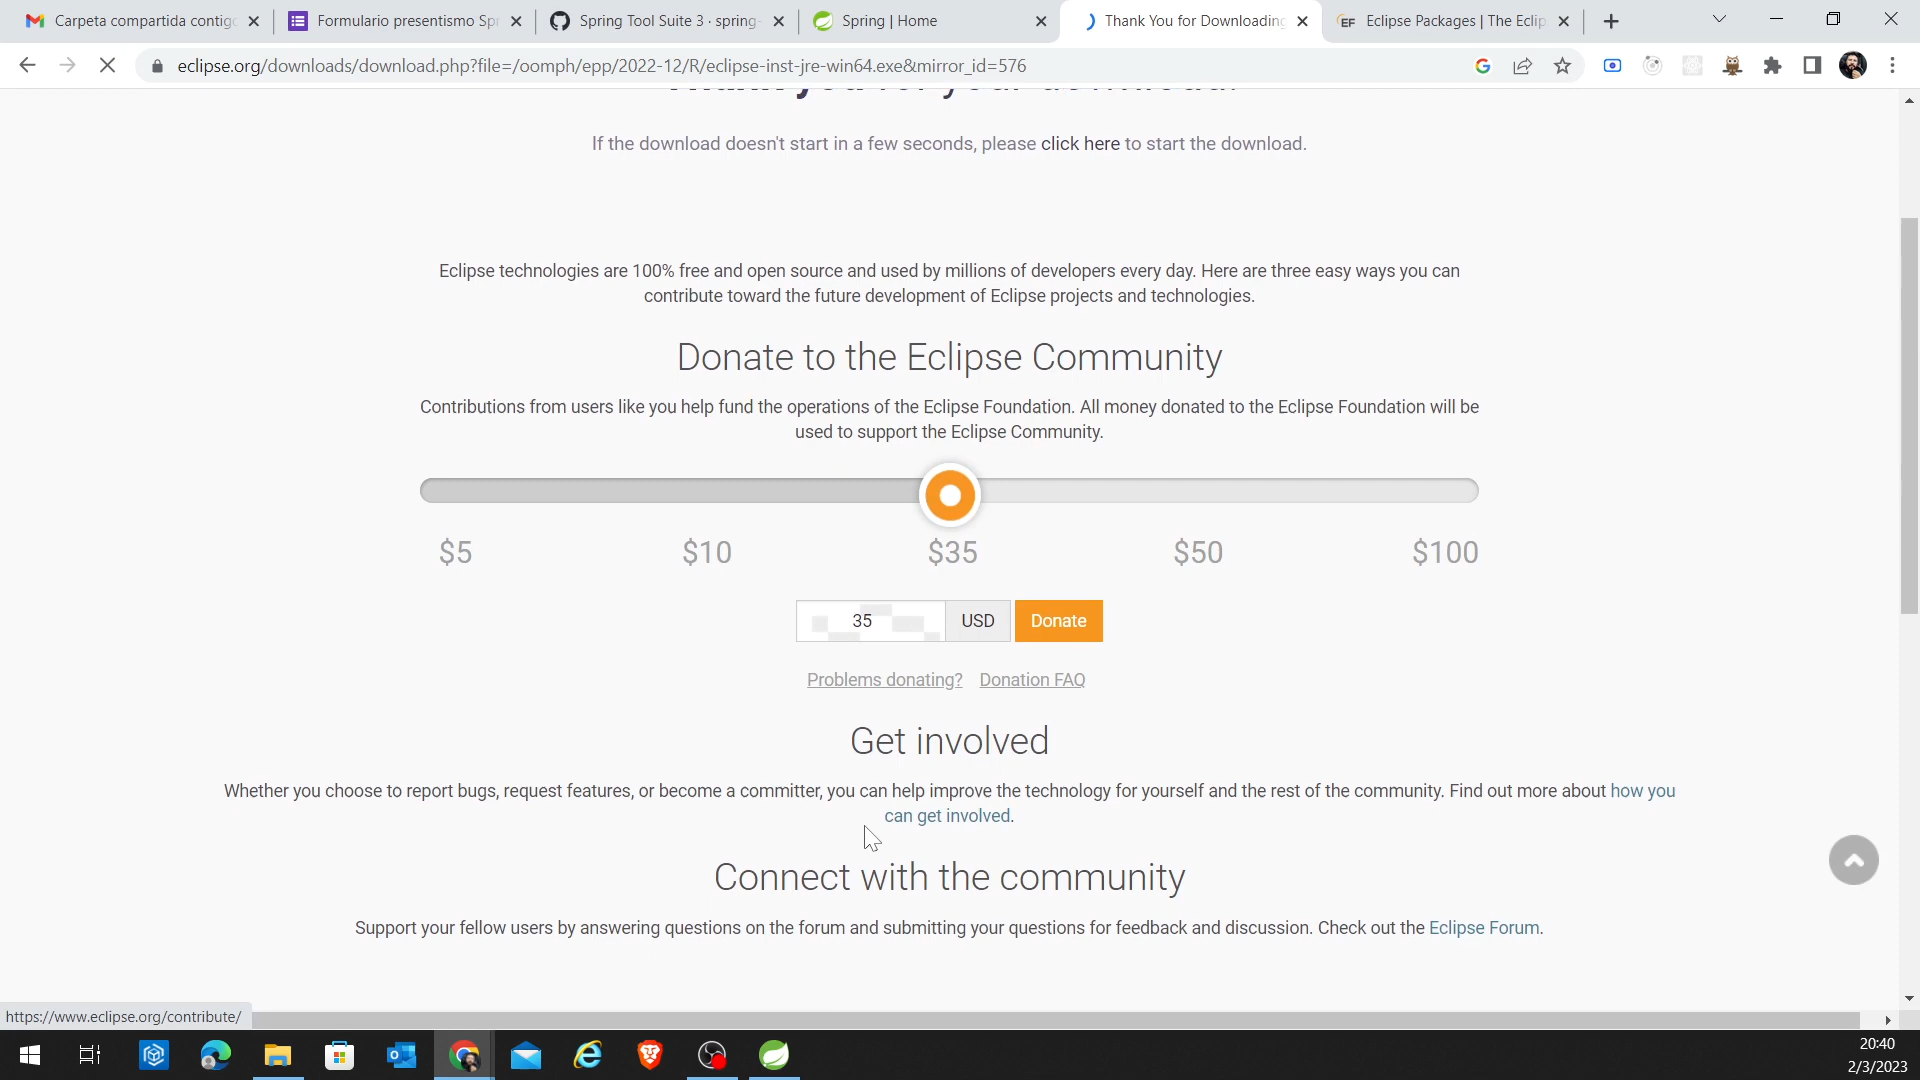 Carpeta compartida contigo
Formulario presentismo Spr
Spring Tool Suite 3 · spring-
Spring | Home
Thank You for Downloading
Eclipse Packages | The Eclip
eclipse.org/downloads/download.php?file=/oomph/epp/2022-12/R/eclipse-inst-jre-win64.exe&mirror_id=576
Thank you for your download!
If the download doesn't start in a few seconds, please click here to start the download.
Eclipse technologies are 100% free and open source and used by millions of developers every day. Here are three easy ways you can
contribute toward the future development of Eclipse projects and technologies.
Donate to the Eclipse Community
Contributions from users like you help fund the operations of the Eclipse Foundation. All money donated to the Eclipse Foundation will be
used to support the Eclipse Community.
$5 $10 $35 $50 $100
35 USD Donate
Problems donating? Donation FAQ
Get involved
Whether you choose to report bugs, request features, or become a committer, you can help improve the technology for yourself and the rest of the community. Find out more about how you
can get involved.
Connect with the community
Support your fellow users by answering questions on the forum and submitting your questions for feedback and discussion. Check out the Eclipse Forum.
https://www.eclipse.org/contribute/
20:40
2/3/2023